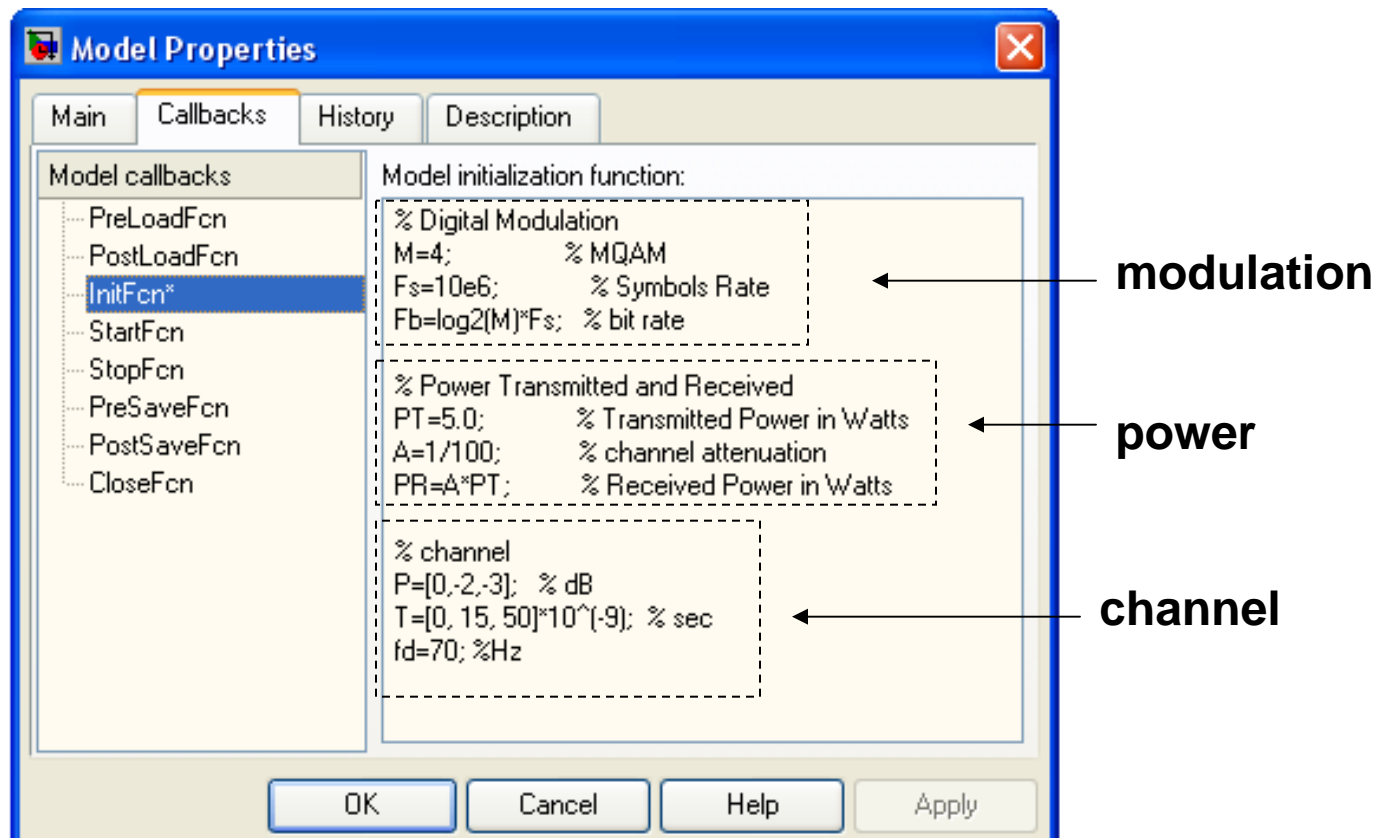 Model Properties
Main Callbacks History Description
Model callbacks
PreLoadFcn
PostLoadFcn
InitFcn*
StartFcn
StopFcn
PreSaveFcn
PostSaveFcn
CloseFcn
Model initialization function:
% Digital Modulation
M=4; % MQAM
Fs=10e6; % Symbols Rate
Fb=log2(M)*Fs; % bit rate
% Power Transmitted and Received
PT=5.0; % Transmitted Power in Watts
A=1/100; % channel attenuation
PR=A*PT; % Received Power in Watts
% channel
P=[0,-2,-3]; % dB
T=[0, 15, 50]*10^(-9); % sec
fd=70; %Hz
modulation
power
channel
OK Cancel Help Apply